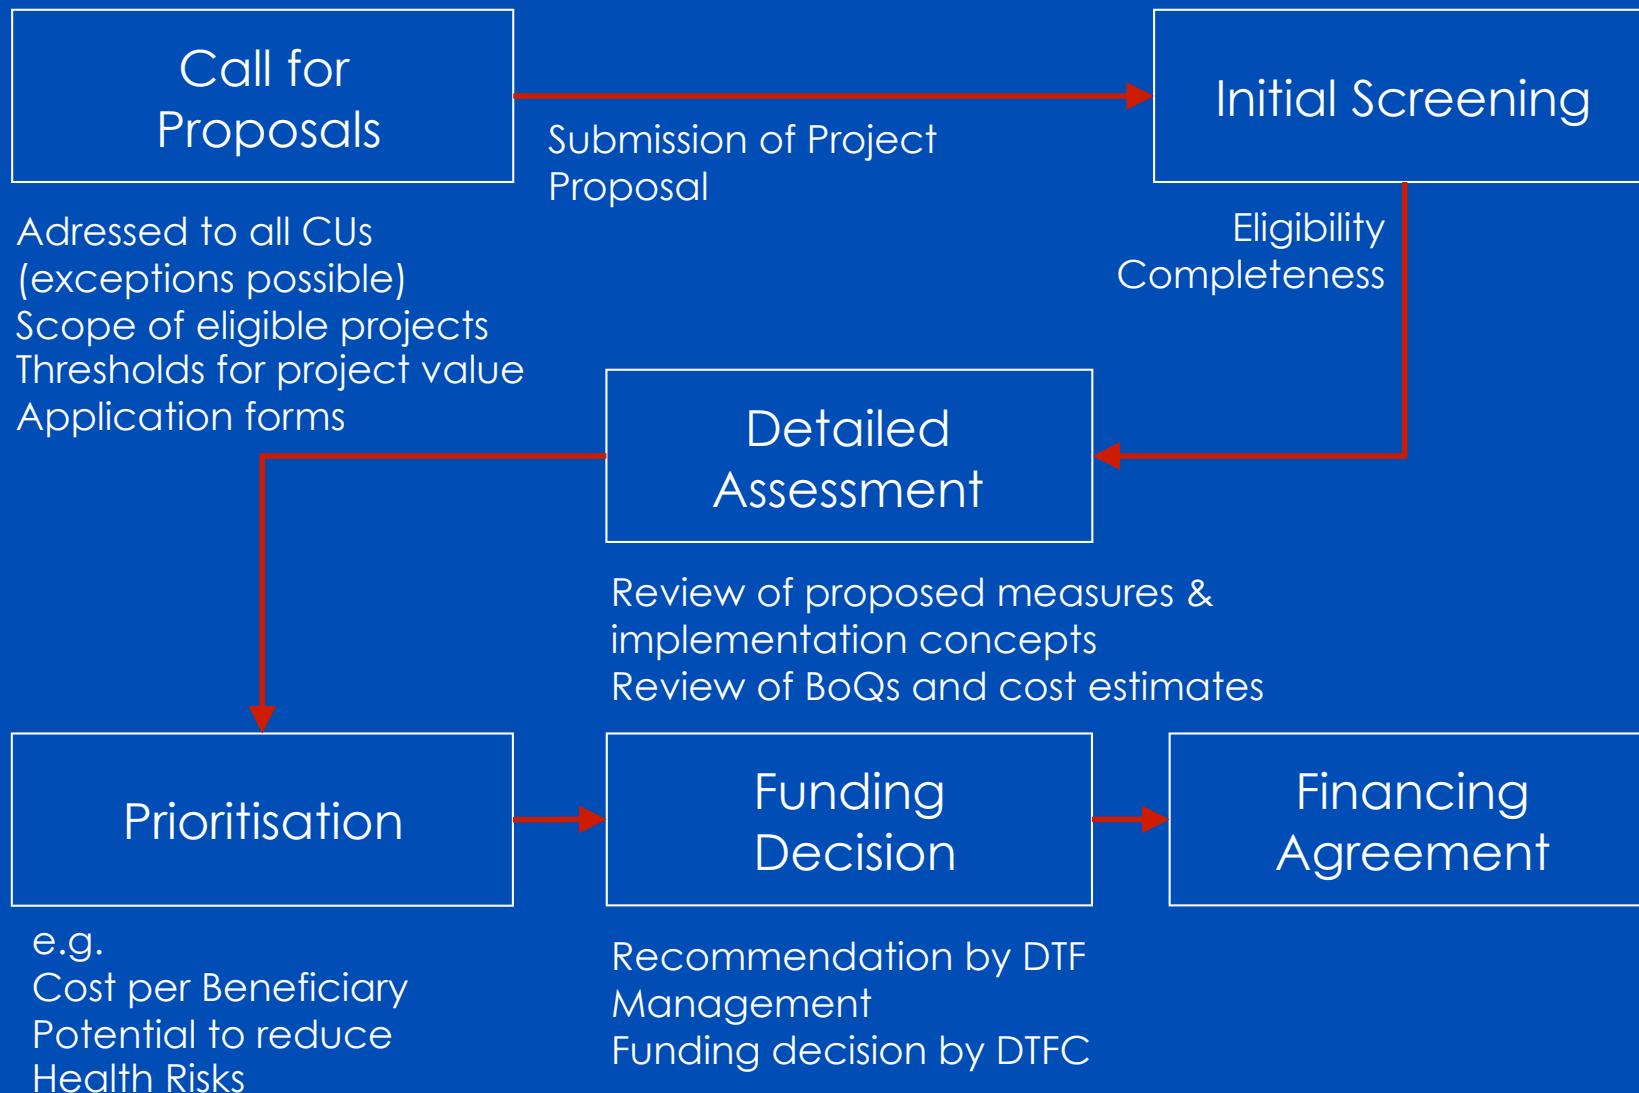 Call for
Proposals
Submission of Project
Proposal
Initial Screening
Adressed to all CUs
(exceptions possible)
Scope of eligible projects
Thresholds for project value
Application forms
Eligibility
Completeness
Detailed
Assessment
Review of proposed measures &
implementation concepts
Review of BoQs and cost estimates
Prioritisation
e.g.
Cost per Beneficiary
Potential to reduce
Health Risks
Funding
Decision
Recommendation by DTF
Management
Funding decision by DTFC
Financing
Agreement